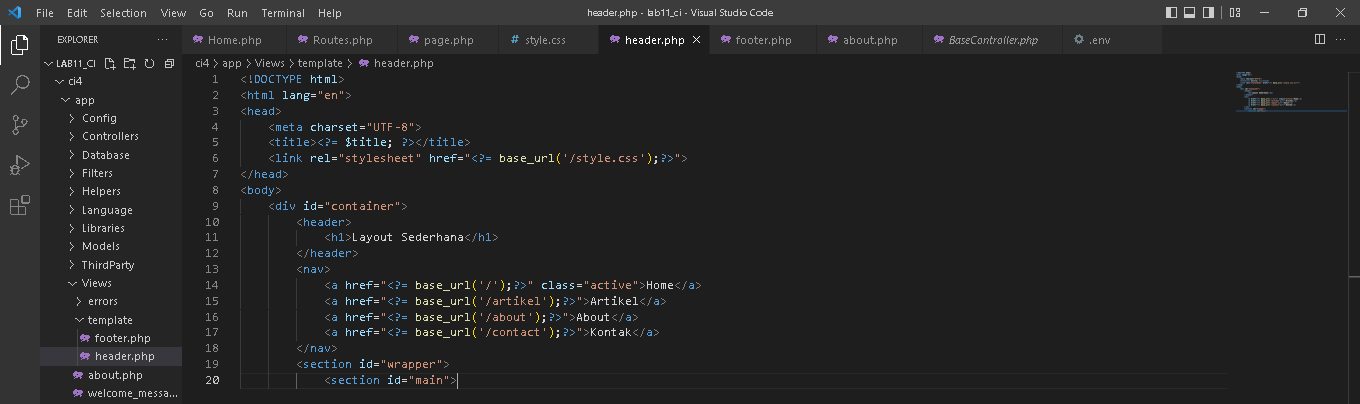 File Edit Selection View Go Run Terminal Help header.php - lab11_ci - Visual Studio Code
EXPLORER ... Home.php Routes.php page.php # style.css header.php footer.php about.php BaseController.php .env ...
LAB11_CI
ci4 > app > Views > template > header.php
ci4
app
Config
Controllers
Database
Filters
Helpers
Language
Libraries
Models
ThirdParty
Views
errors
template
footer.php
header.php
about.php
welcome_messa...
1 <!DOCTYPE html>
2 <html lang="en">
3 <head>
4 <meta charset="UTF-8">
5 <title><?= $title; ?></title>
6 <link rel="stylesheet" href="<?= base_url('/style.css');?>">
7 </head>
8 <body>
9 <div id="container">
10 <header>
11 <h1>Layout Sederhana</h1>
12 </header>
13 <nav>
14 <a href="<?= base_url('/');?>" class="active">Home</a>
15 <a href="<?= base_url('/artikel');?>">Artikel</a>
16 <a href="<?= base_url('/about');?>">About</a>
17 <a href="<?= base_url('/contact');?>">Kontak</a>
18 </nav>
19 <section id="wrapper">
20 <section id="main">